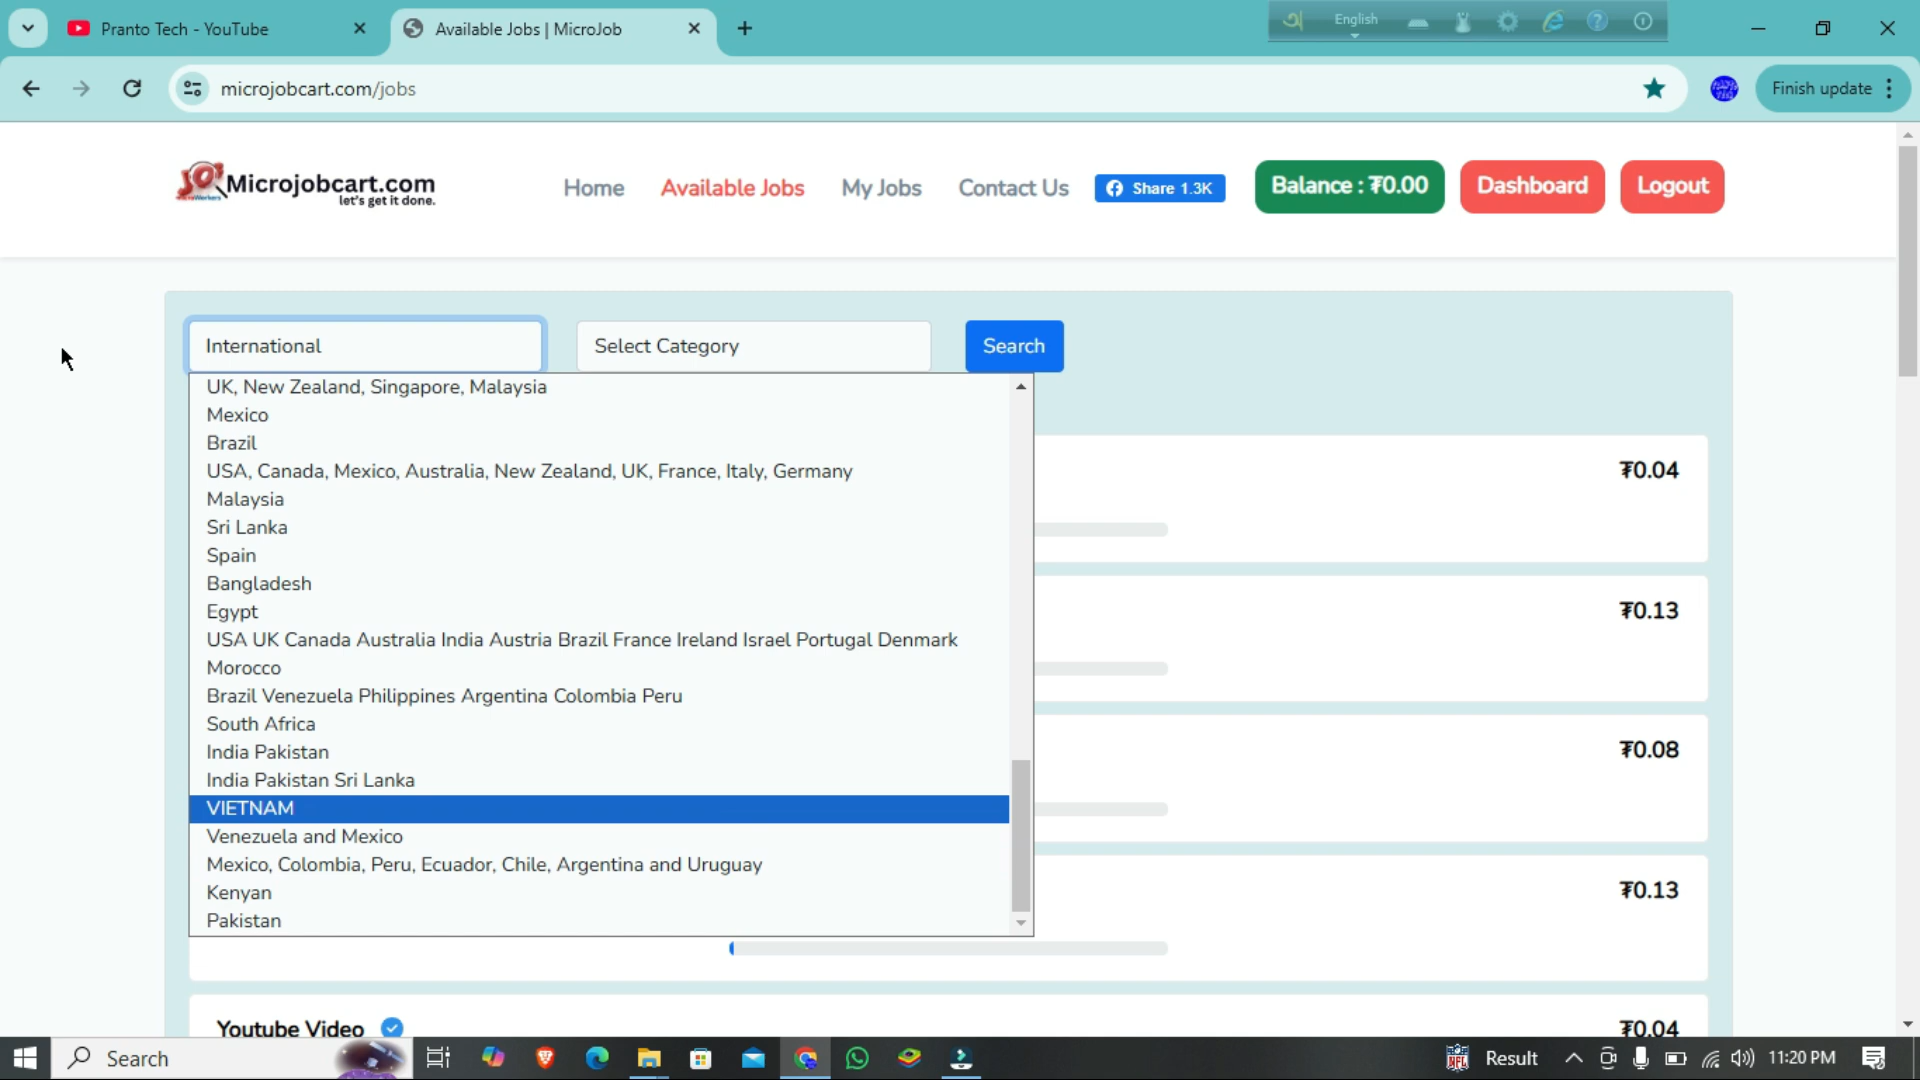 Pranto Tech - YouTube
Available Jobs | MicroJob
অ
English
microjobcart.com/jobs
Finish update
Microjobcart.com
let's get it done.
Home
Available Jobs
My Jobs
Contact Us
Share 1.3K
Balance : ₮0.00
Dashboard
Logout
International
Select Category
Search
UK, New Zealand, Singapore, Malaysia
Mexico
Brazil
USA, Canada, Mexico, Australia, New Zealand, UK, France, Italy, Germany
Malaysia
Sri Lanka
Spain
Bangladesh
Egypt
USA UK Canada Australia India Austria Brazil France Ireland Israel Portugal Denmark
Morocco
Brazil Venezuela Philippines Argentina Colombia Peru
South Africa
India Pakistan
India Pakistan Sri Lanka
VIETNAM
Venezuela and Mexico
Mexico, Colombia, Peru, Ecuador, Chile, Argentina and Uruguay
Kenyan
Pakistan
₮0.04
₮0.13
₮0.08
₮0.13
Youtube Video
₮0.04
Search
Result
11:20 PM